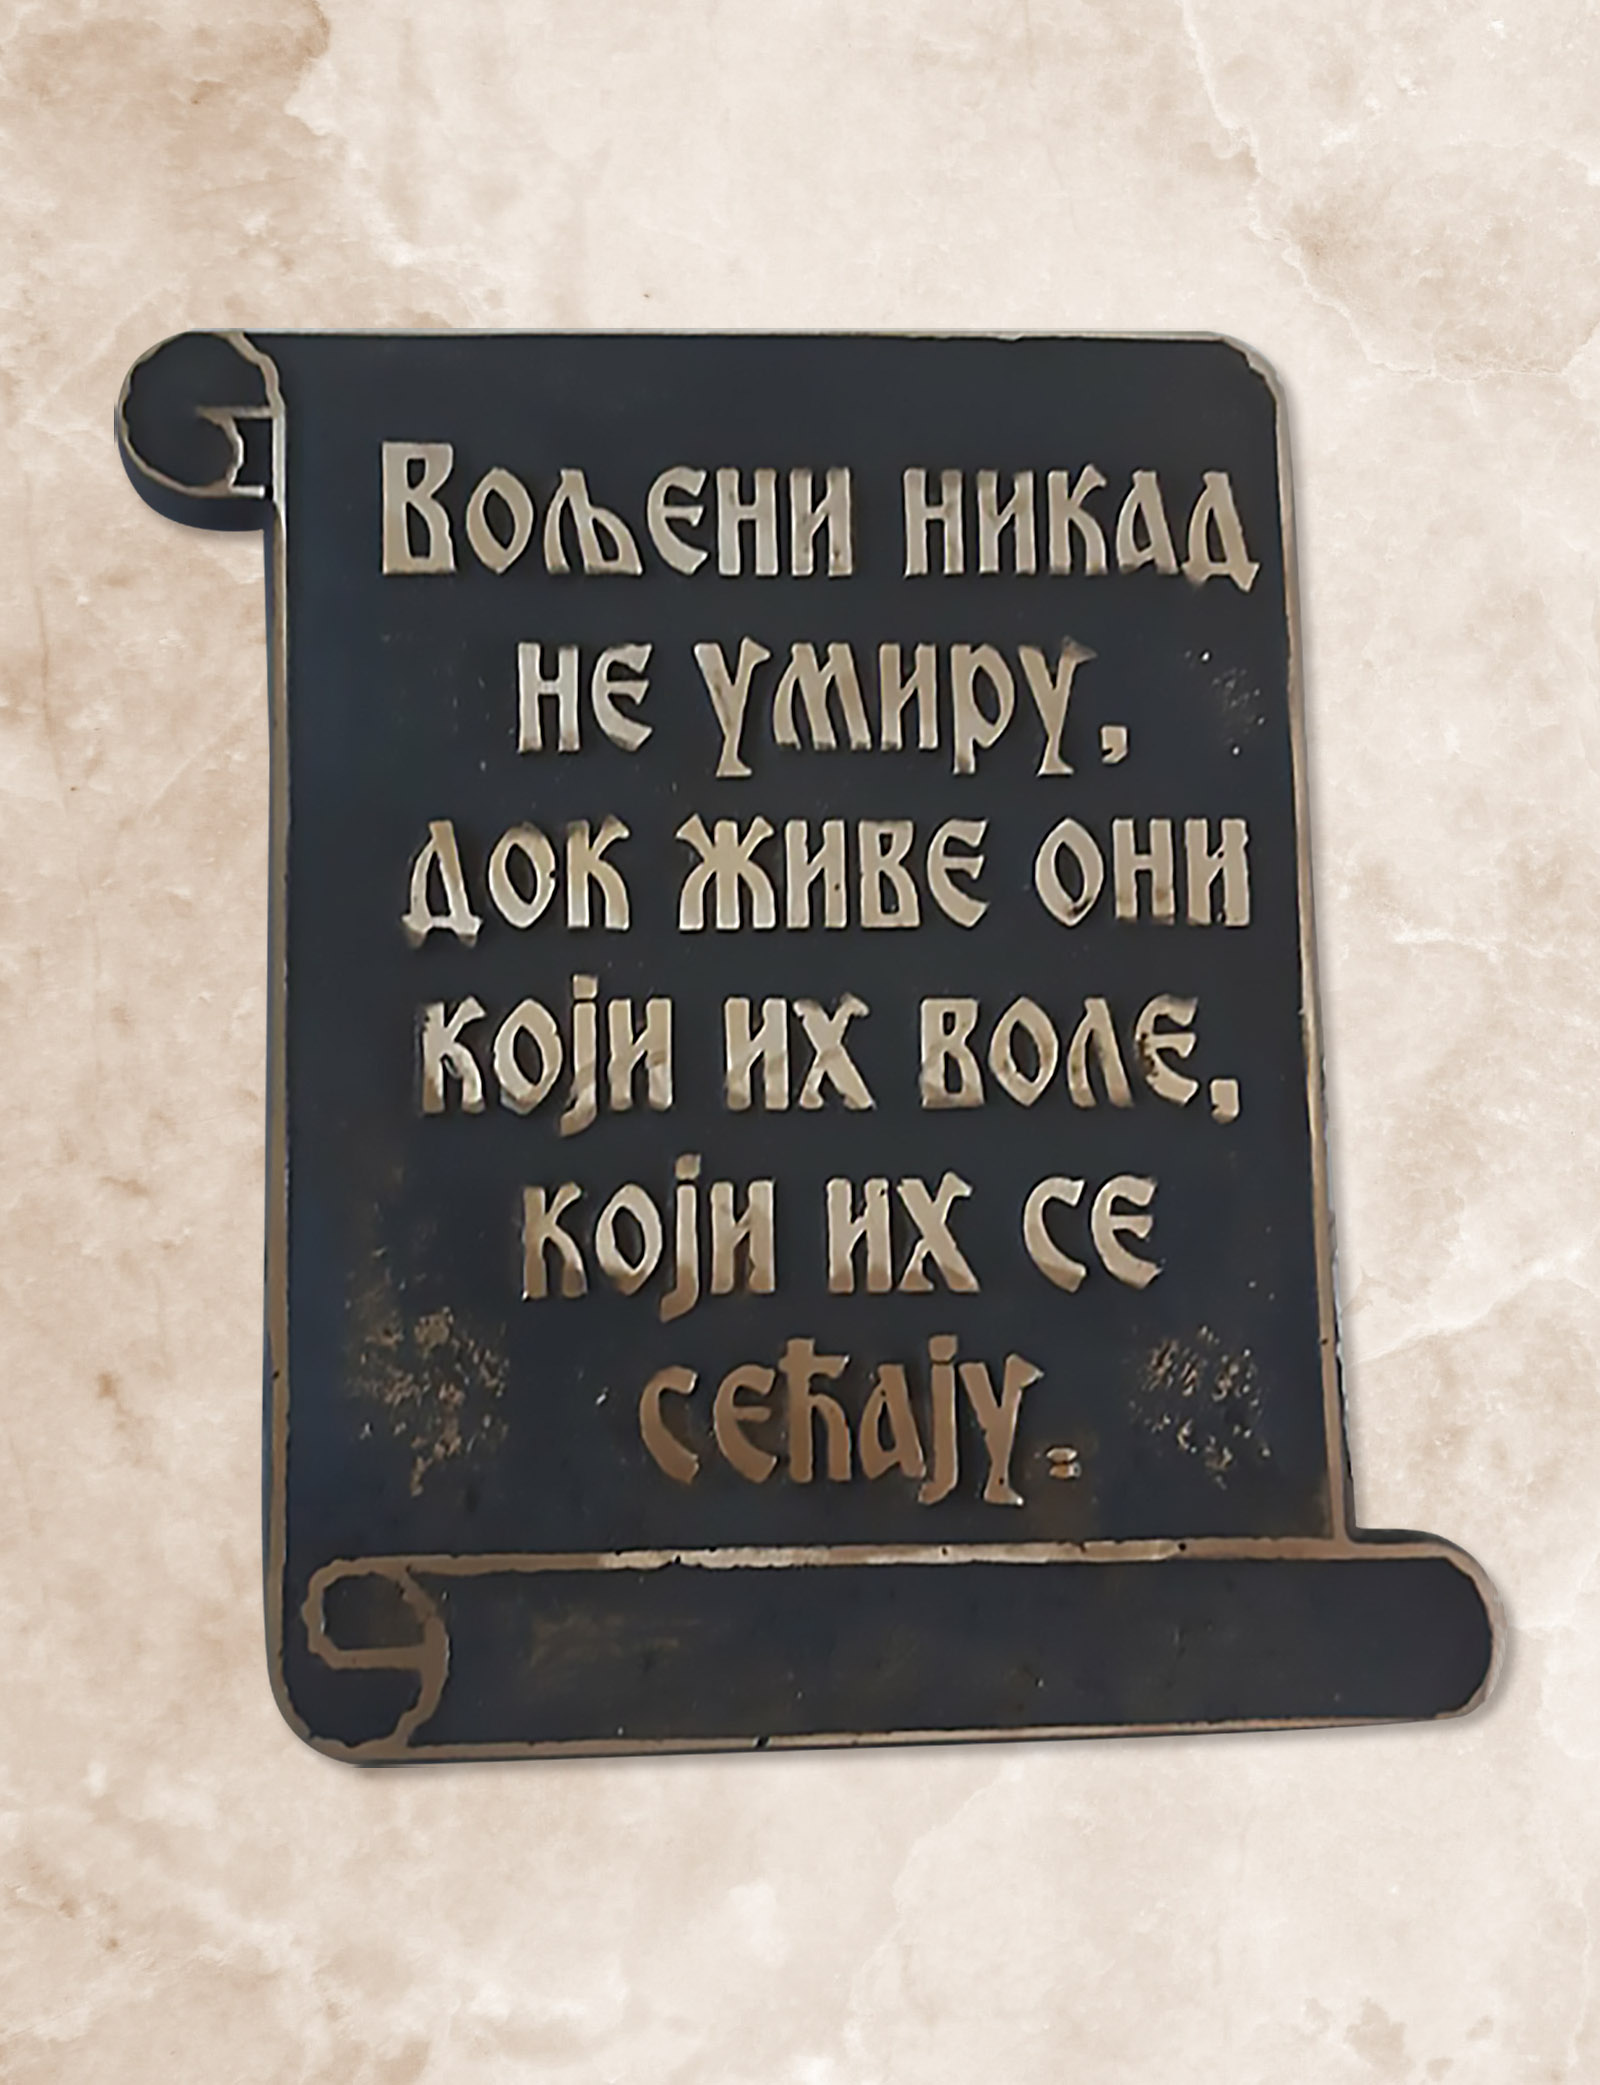 Вољени никад
не умиру,
док живе они
који их воле,
који их се
сећају.